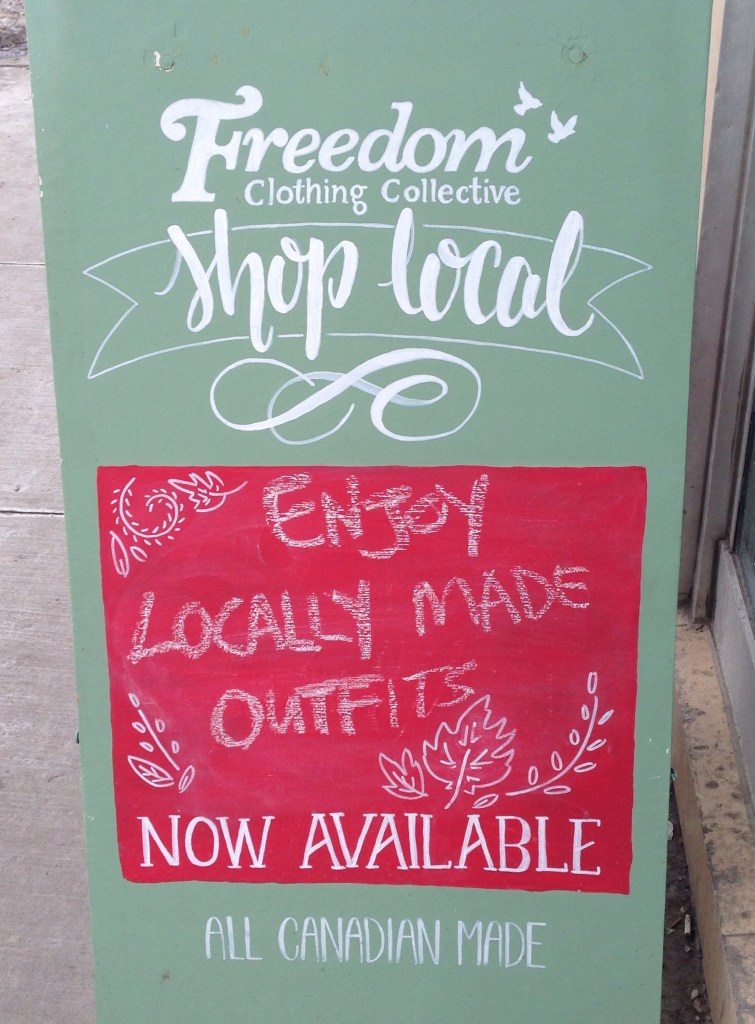 Freedom
Clothing Collective
shop local
ENJOY
LOCALLY MADE
OUTFITS
NOW AVAILABLE
ALL CANADIAN MADE